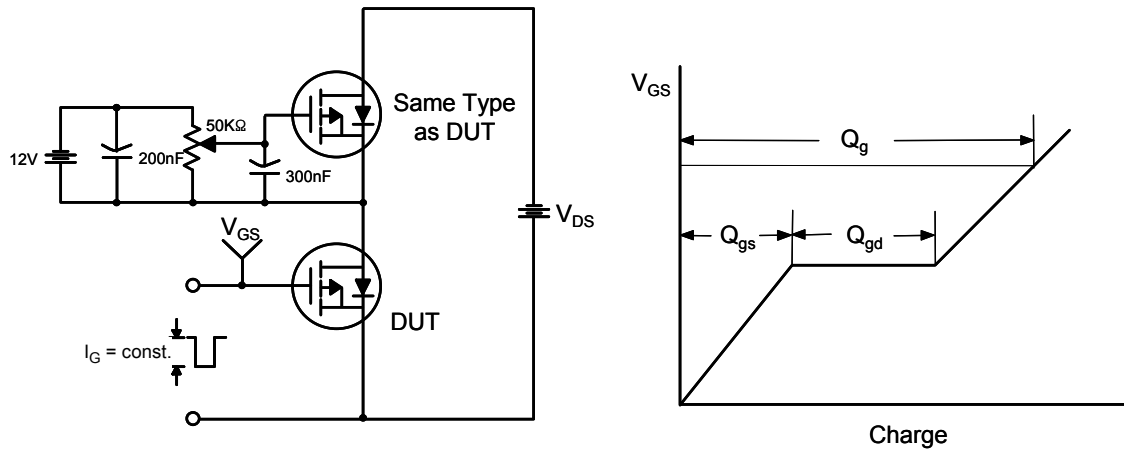 12V
200nF
50KΩ
300nF
Same Type
as DUT
V_GS
DUT
I_G = const.
V_DS
V_GS
Q_g
Q_gs
Q_gd
Charge